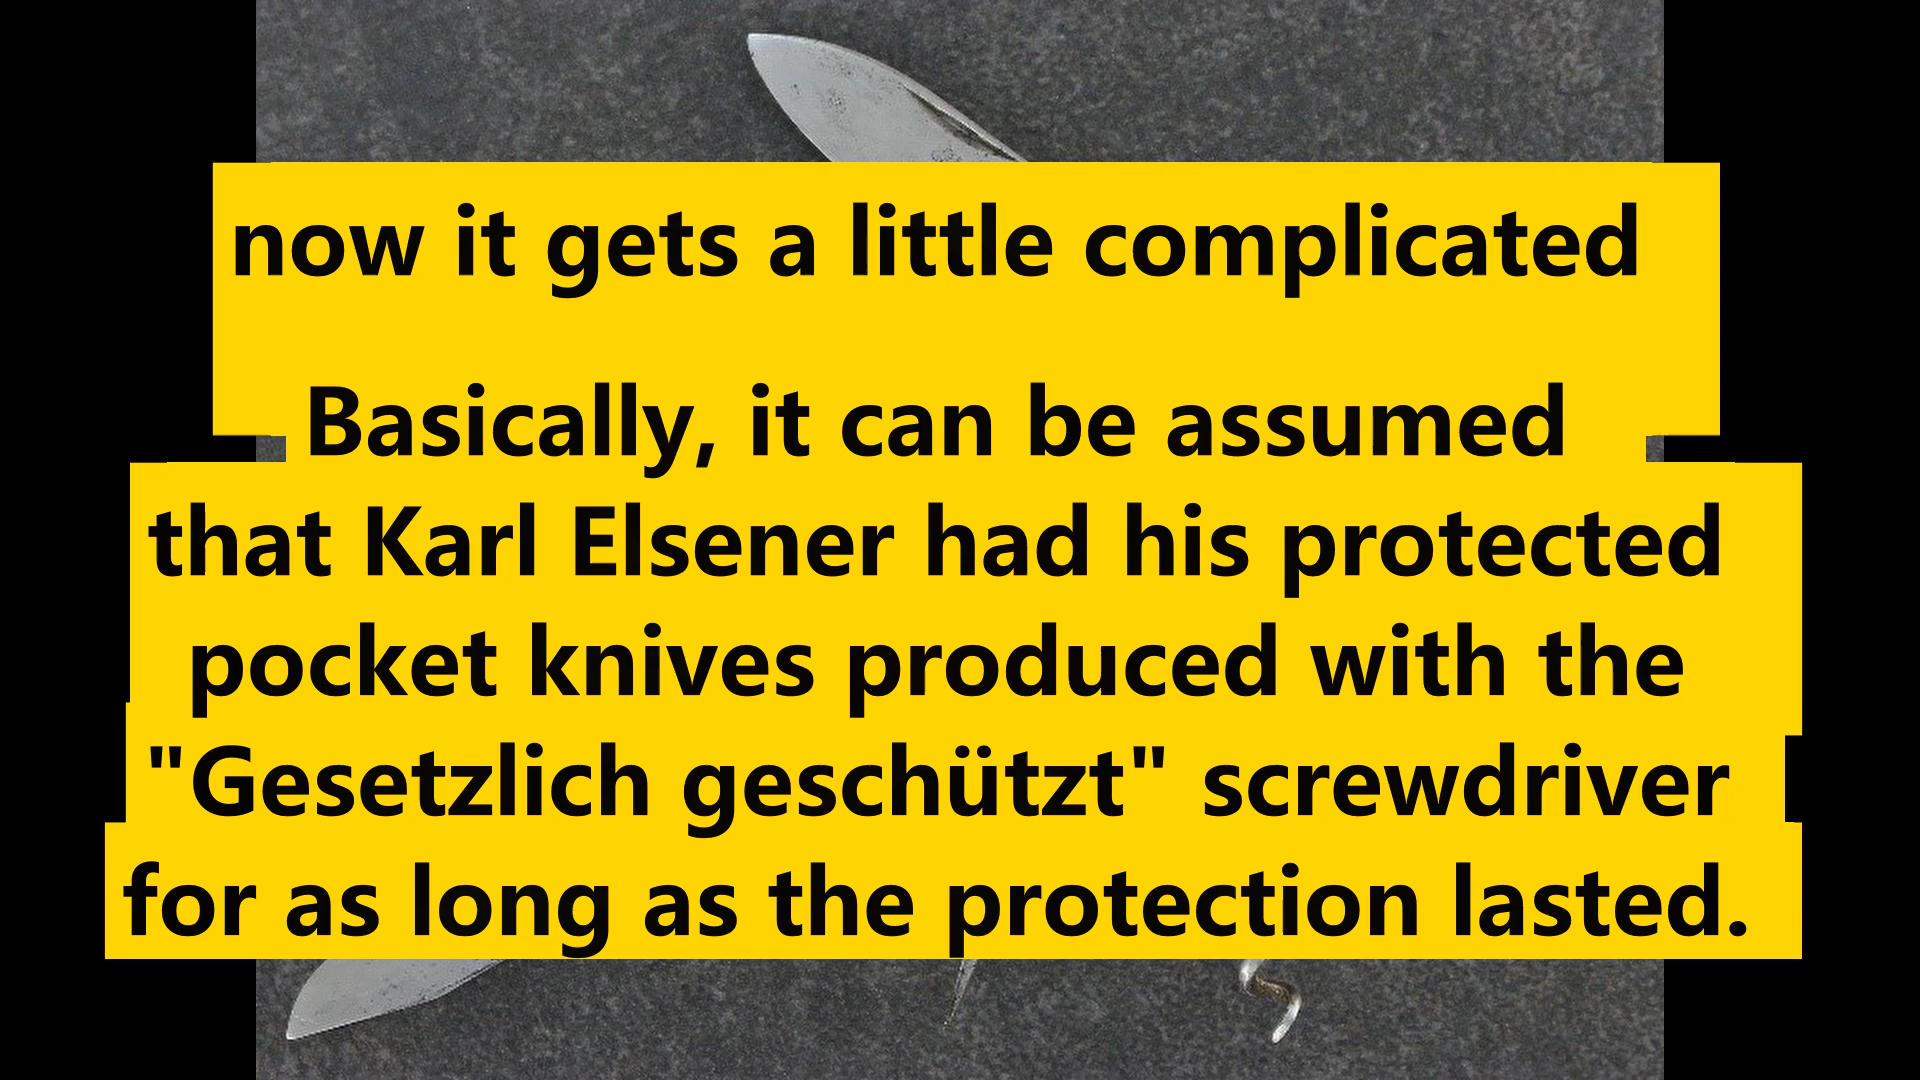 now it gets a little complicated
Basically, it can be assumed
that Karl Elsener had his protected
pocket knives produced with the
"Gesetzlich geschützt" screwdriver
for as long as the protection lasted.